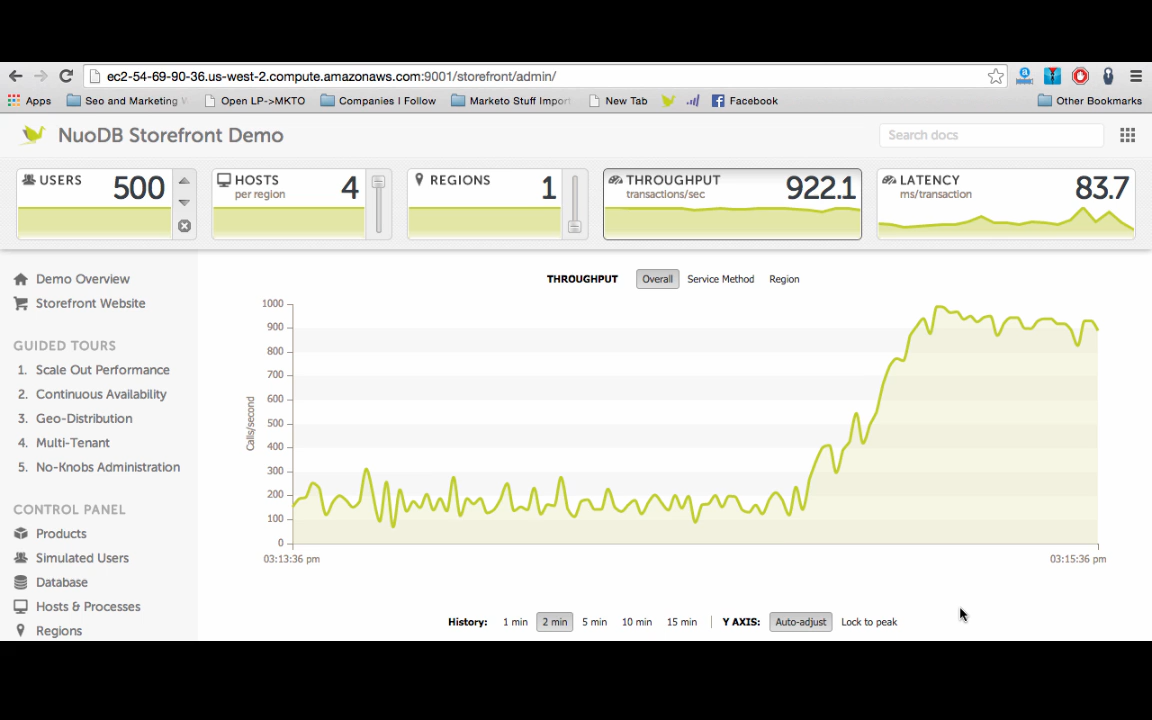 ec2-54-69-90-36.us-west-2.compute.amazonaws.com:9001/storefront/admin/
Apps Seo and Marketing Open LP->MKTO Companies I Follow Marketo Stuff Impor New Tab Facebook Other Bookmarks
NuoDB Storefront Demo
Search docs
USERS 500
HOSTS per region 4
REGIONS 1
THROUGHPUT transactions/sec 922.1
LATENCY ms/transaction 83.7
Demo Overview
Storefront Website
GUIDED TOURS
1. Scale Out Performance
2. Continuous Availability
3. Geo-Distribution
4. Multi-Tenant
5. No-Knobs Administration
CONTROL PANEL
Products
Simulated Users
Database
Hosts & Processes
Regions
THROUGHPUT Overall Service Method Region
Calls/second
1000
900
800
700
600
500
400
300
200
100
0
03:13:36 pm 03:15:36 pm
History: 1 min 2 min 5 min 10 min 15 min Y AXIS: Auto-adjust Lock to peak